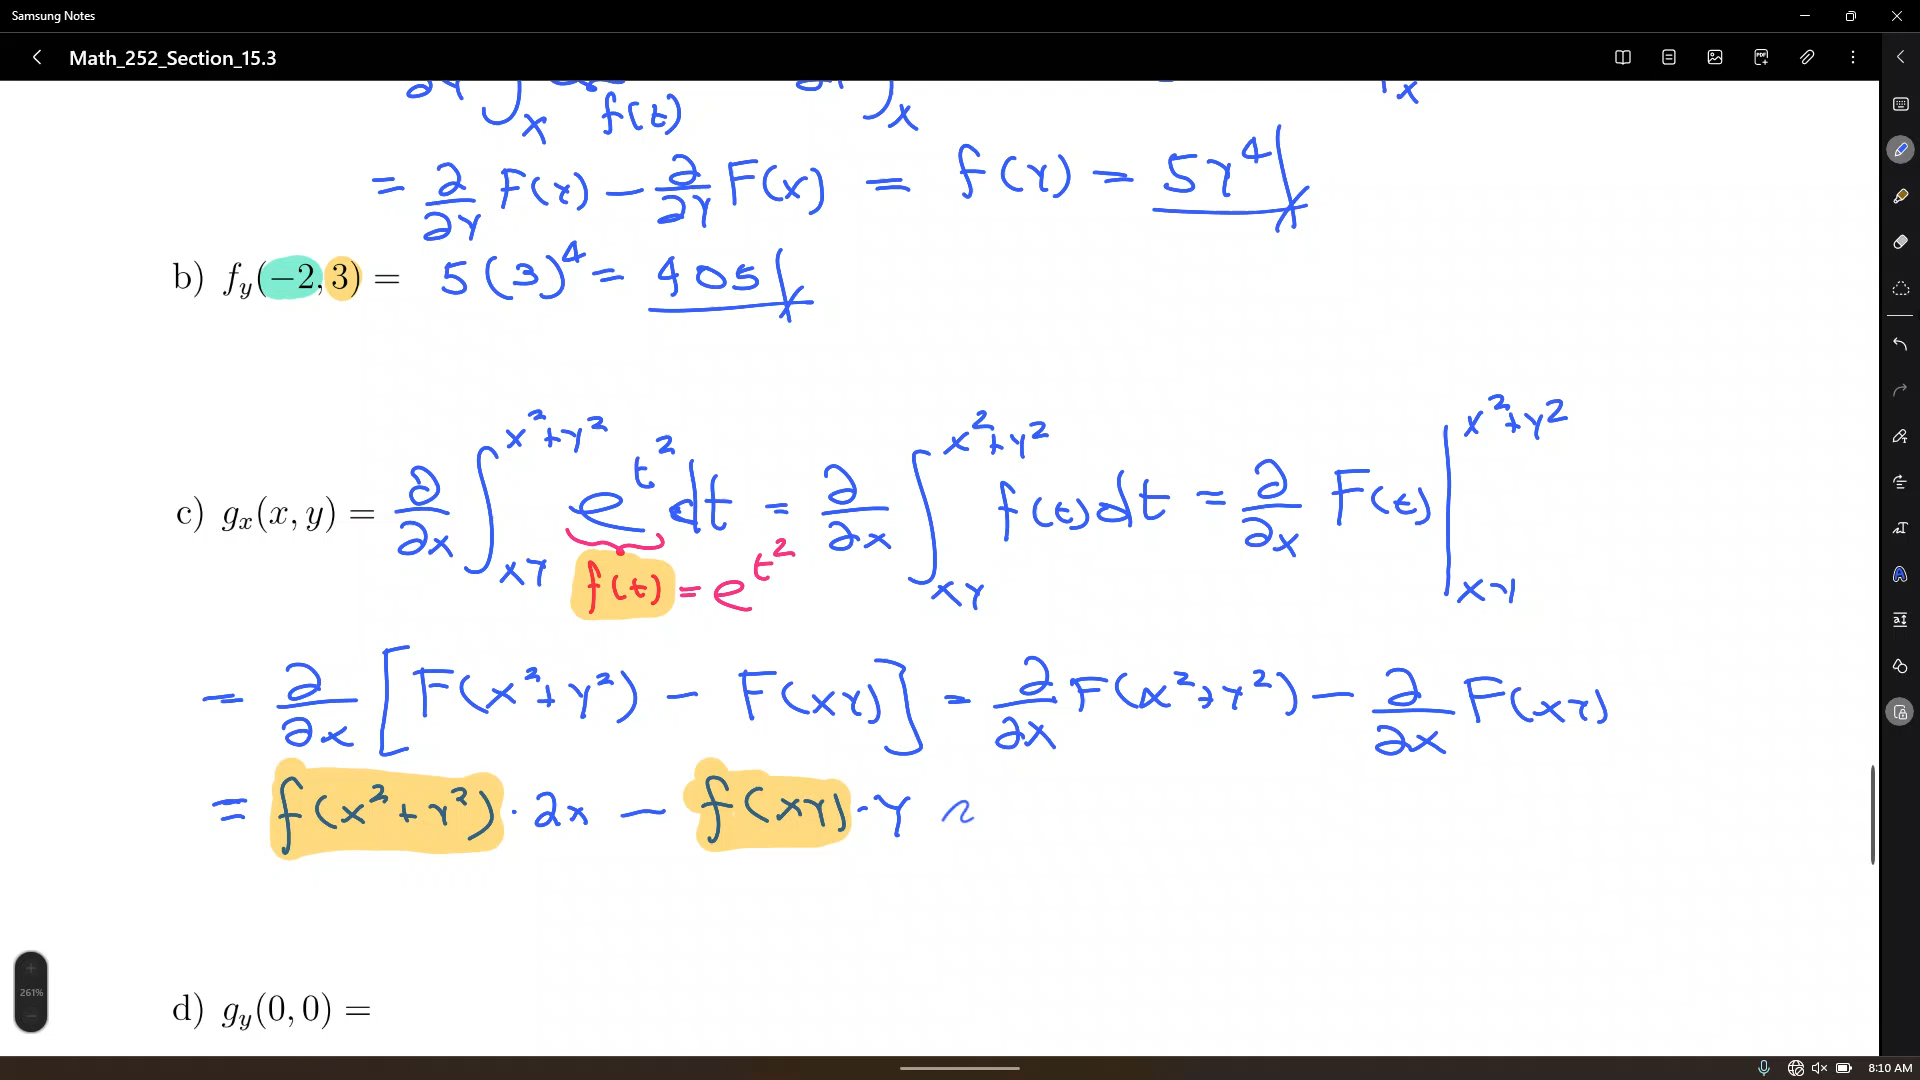 Samsung Notes
Math_252_Section_15.3
∂y ∫ₓ f(t) ∂y ∫ₓ |ₓ
= ∂/∂y F(y) − ∂/∂y F(x) = f(y) = 5y⁴
b) f_y(−2, 3) = 5(3)⁴ = 405
c) g_x(x, y) = ∂/∂x ∫_{xy}^{x²+y²} e^{t²} dt = ∂/∂x ∫_{xy}^{x²+y²} f(t)dt = ∂/∂x F(t) |_{xy}^{x²+y²}
f(t) = e^{t²}
= ∂/∂x [F(x²+y²) − F(xy)] = ∂/∂x F(x²+y²) − ∂/∂x F(xy)
= f(x²+y²) · 2x − f(xy) · y
d) g_y(0, 0) =
261%
8:10 AM